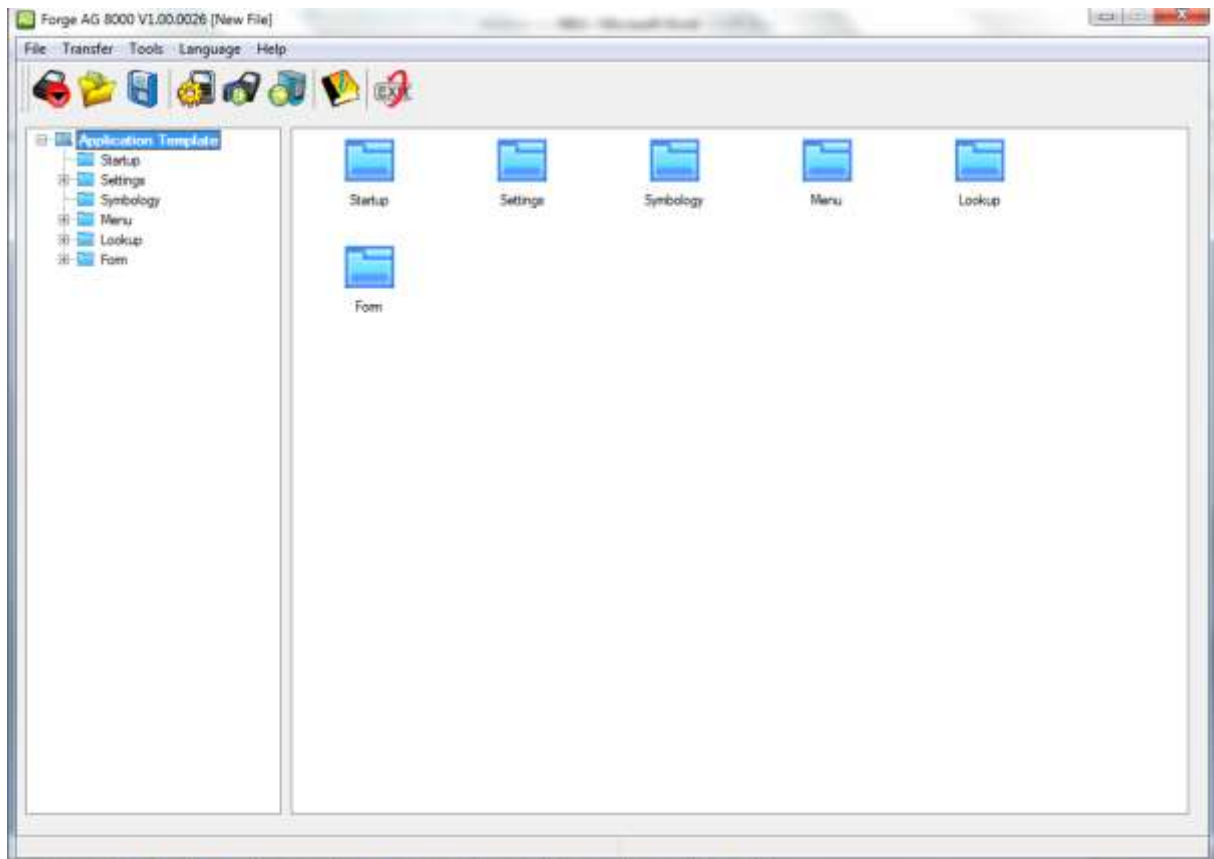 Forge AG 8000 V1.00.0026 [New File]
File Transfer Tools Language Help
EXIT
Application Template
Startup
Settings
Symbology
Menu
Lookup
Form
Startup Settings Symbology Menu Lookup
Form